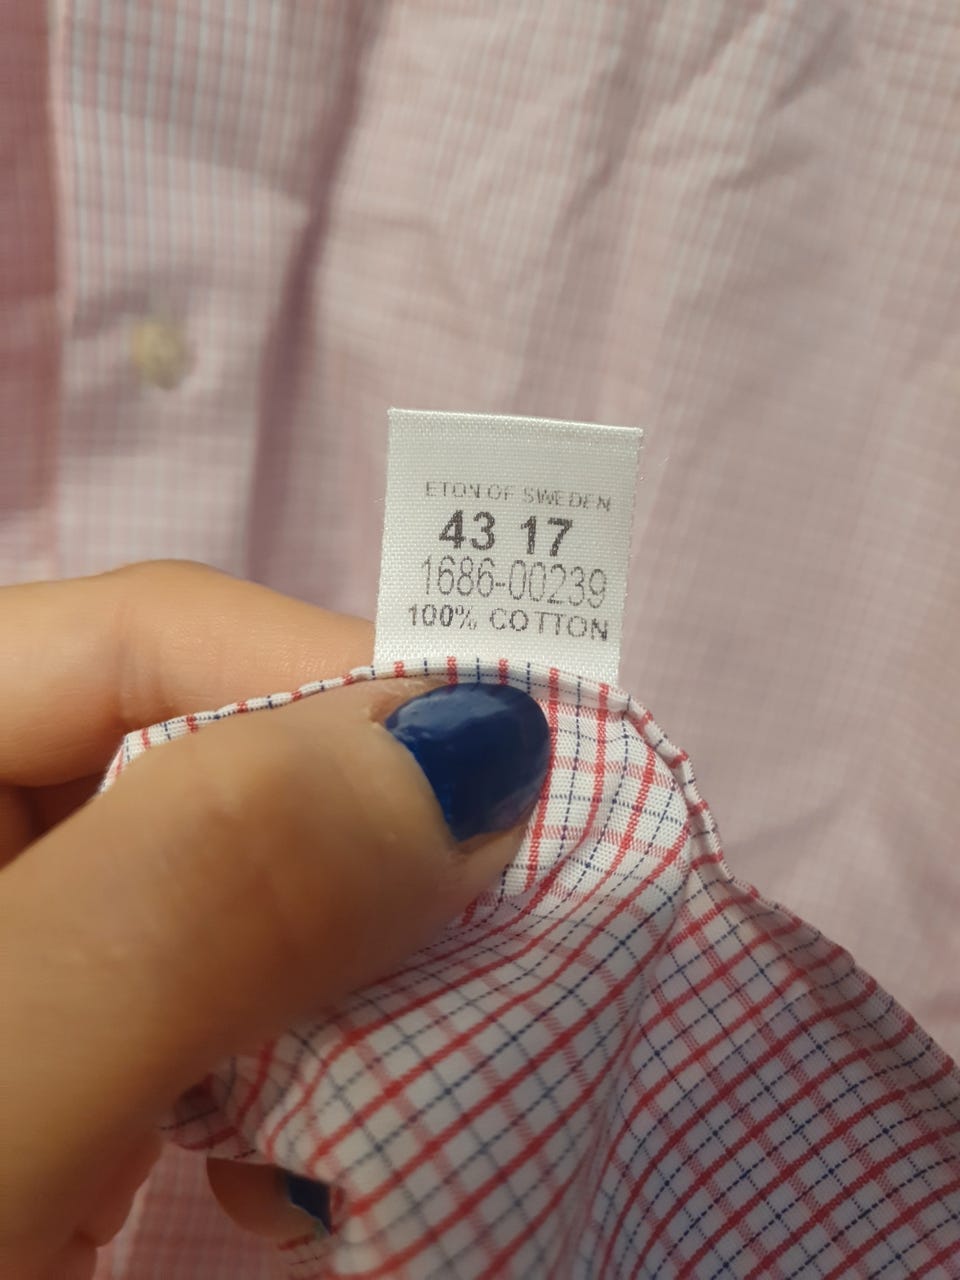 ETON OF SWEDEN
43 17
1686-00239
100% COTTON